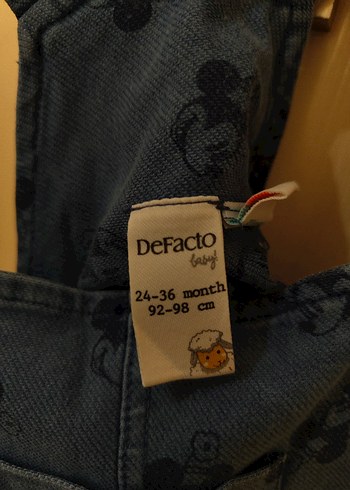 DeFacto
baby!
24-36 month
92-98 cm